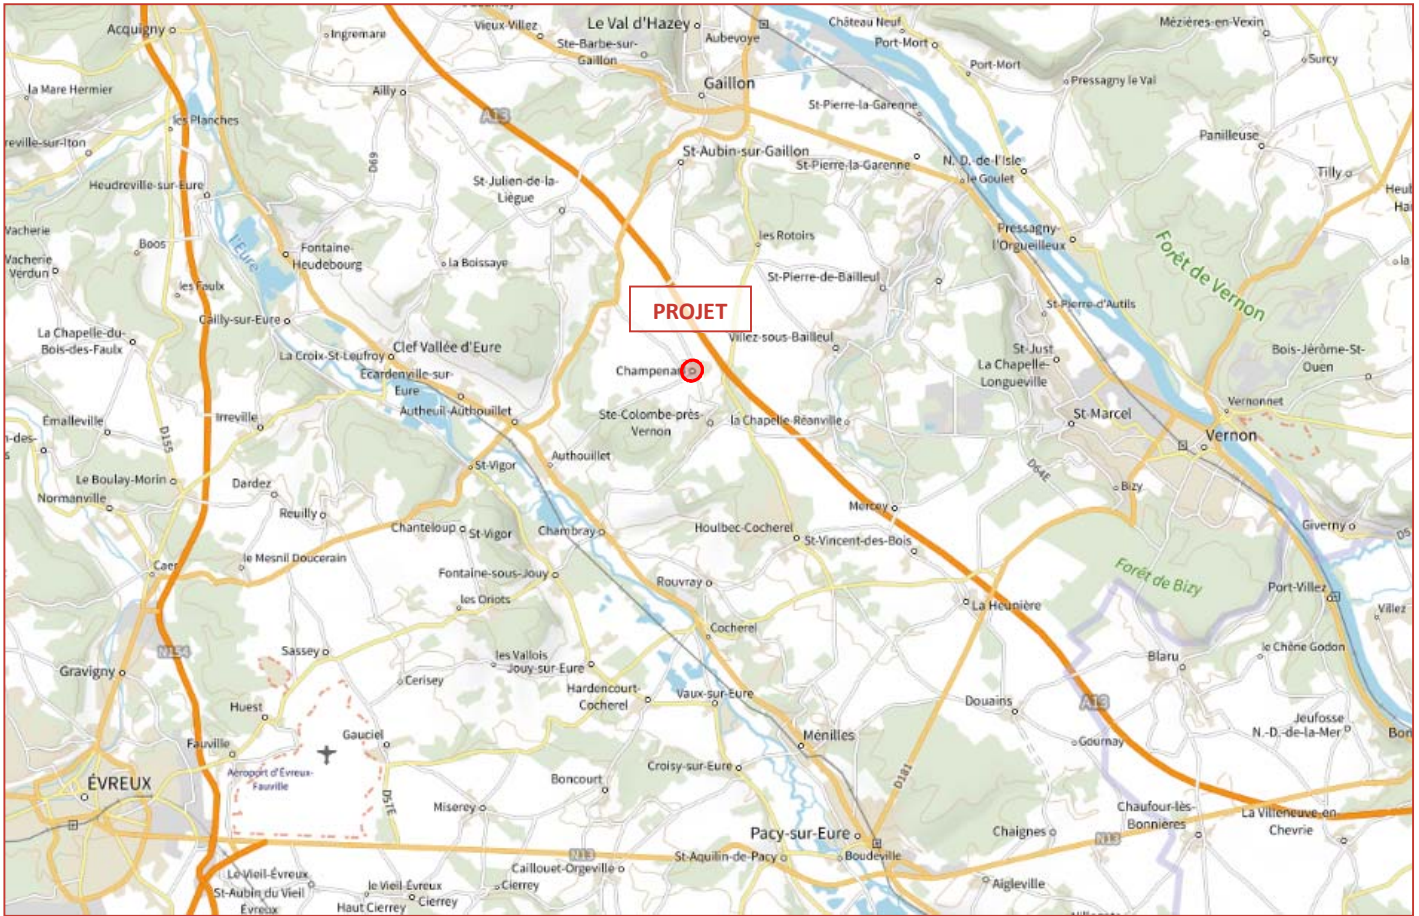 Vieux-Villez
Le Val d'Hazey
Aubevoye
Château Neuf
Port-Mort
Mézières-en-Vexin
Acquigny
Ingremare
Ste-Barbe-sur-
Gaillon
Surcy
Port-Mort
Pressagny le Val
la Mare Hermier
Ailly
Gaillon
St-Pierre-la-Garenne
A13
les Planches
Panilleuse
reville-sur-Iton
D69
St-Aubin-sur-Gaillon
St-Pierre-la-Garenne
N. D.-de-l'Isle
le Goulet
Tilly
Heudreville-sur-Eure
St-Julien-de-la-
Liègue
Heub
Ha
Vacherie
Boos
l'Eure
Fontaine-
Heudebourg
les Rotoirs
Pressagny-
l'Orgueilleux
Forêt de Vernon
Vacherie
Verdun
la Boissaye
St-Pierre-de-Bailleul
les Faulx
PROJET
St-Pierre-d'Autils
Cailly-sur-Eure
La Chapelle-du-
Bois-des-Faulx
La Croix-St-Leufroy
Clef Vallée d'Eure
Villez-sous-Bailleul
St-Just
La Chapelle-
Longueville
Bois-Jérôme-St-
Ouen
Ecardenville-sur-
Eure
Champenard
Autheuil-Authouillet
Ste-Colombe-près-
Vernon
la Chapelle-Réanville
St-Marcel
Vernonnet
Vernon
Émalleville
Irreville
n-des-
D155
Authouillet
St-Vigor
Le Boulay-Morin
Dardez
D64E
Bizy
Normanville
Reuilly
Mercey
Chanteloup
St-Vigor
Chambray
Houlbec-Cocherel
St-Vincent-des-Bois
Giverny
D5
Caer
le Mesnil Doucerain
Fontaine-sous-Jouy
Rouvray
Forêt de Bizy
Port-Villez
les Oriots
La Heunière
Villez
Cocherel
N154
Sassey
les Vallois
Jouy-sur-Eure
Blaru
le Chêne Godon
Gravigny
Cerisey
Hardencourt-
Cocherel
Vaux-sur-Eure
Douains
A13
Huest
Gauciel
Ménilles
Jeufosse
N.-D.-de-la-Mer
Bon
Fauville
Gournay
Aéroport d'Évreux-
Fauville
Croisy-sur-Eure
D181
ÉVREUX
Boncourt
D57E
Miserey
Chaufour-lès-
Bonnières
La Villeneuve-en-
Chevrie
Pacy-sur-Eure
Chaignes
N13
N13
St-Aquilin-de-Pacy
Boudeville
Le Vieil-Évreux
St-Aubin du Vieil
Évreux
le Vieil-Évreux
Haut Cierrey
Cierrey
Cierrey
Caillouet-Orgeville
Aigleville